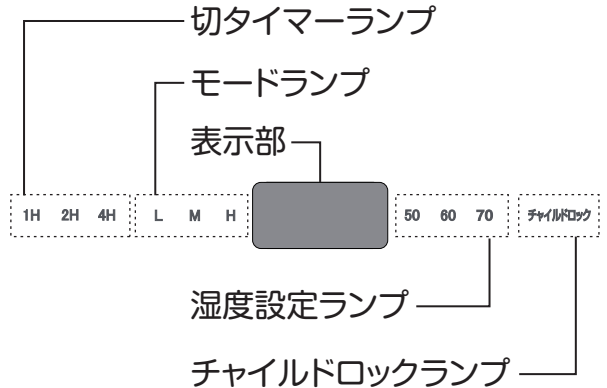 切タイマーランプ
モードランプ
表示部
1H 2H 4H L M H 50 60 70 チャイルドロック
湿度設定ランプ
チャイルドロックランプ